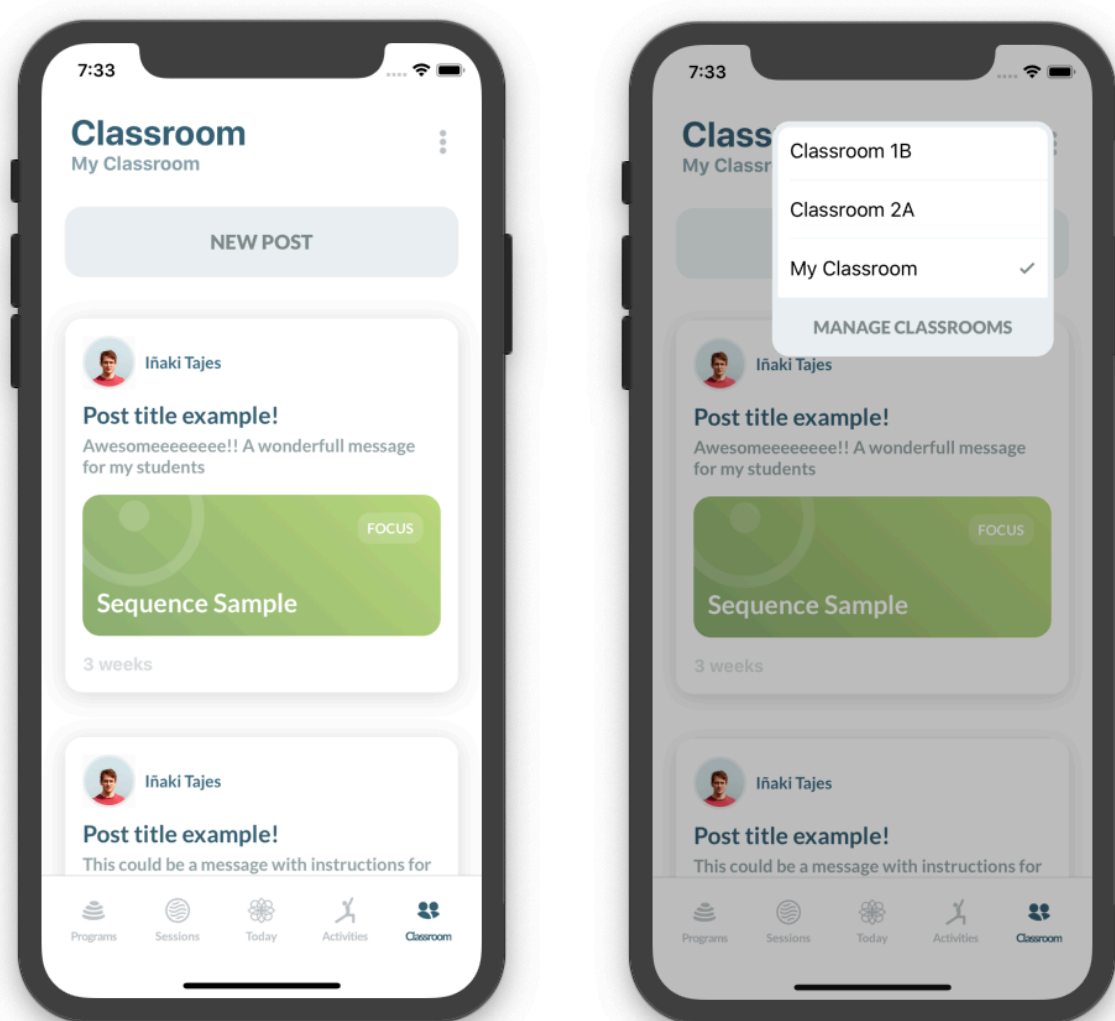 7:33
Classroom
My Classroom
NEW POST
Iñaki Tajes
Post title example!
Awesomeeeeeeee!! A wonderfull message
for my students
FOCUS
Sequence Sample
3 weeks
Iñaki Tajes
Post title example!
This could be a message with instructions for
Programs
Sessions
Today
Activities
Classroom
7:33
Class
My Classr
Classroom 1B
Classroom 2A
My Classroom
MANAGE CLASSROOMS
Iñaki Tajes
Post title example!
Awesomeeeeeeee!! A wonderfull message
for my students
FOCUS
Sequence Sample
3 weeks
Iñaki Tajes
Post title example!
This could be a message with instructions for
Programs
Sessions
Today
Activities
Classroom